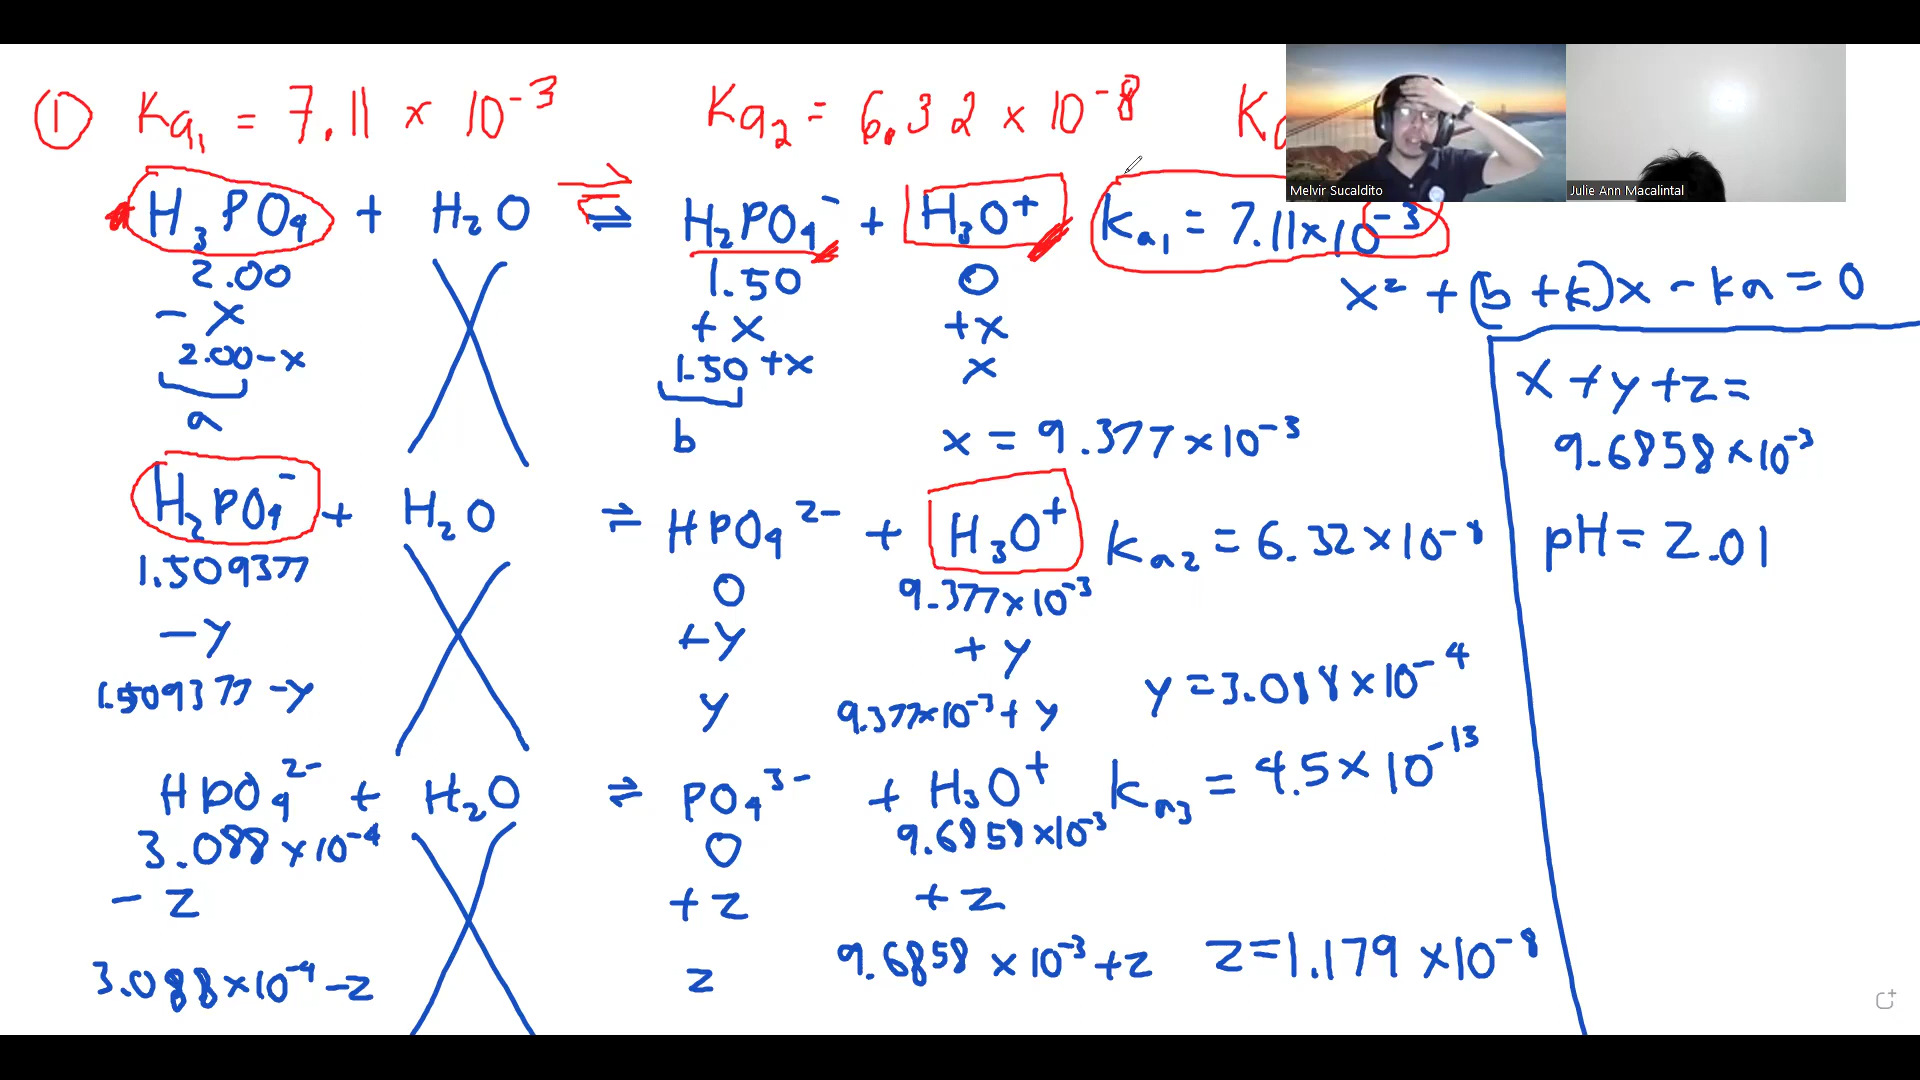 ① Ka₁ = 7.11 × 10⁻³ Ka₂ = 6.32 × 10⁻⁸
Melvir Sucaldito
Julie Ann Macalintal
H₃PO₄ + H₂O ⇌ H₂PO₄⁻ + H₃O⁺ Ka₁ = 7.11×10⁻³
2.00 1.50 0
x² + (b + k)x - ka = 0
- x + x + x
2.00 - x 1.50 + x x
a b
x + y + z =
9.6858 × 10⁻³
x = 9.377 × 10⁻³
pH = 2.01
H₂PO₄⁻ + H₂O ⇌ HPO₄²⁻ + H₃O⁺ Ka₂ = 6.32 × 10⁻⁸
1.509377 0 9.377×10⁻³
- y + y + y
1.509377 - y y 9.377×10⁻³ + y
y = 3.088 × 10⁻⁴
HPO₄²⁻ + H₂O ⇌ PO₄³⁻ + H₃O⁺ Ka₃ = 4.5 × 10⁻¹³
3.088 × 10⁻⁴ 0 9.6858 × 10⁻³
- z + z + z
3.088 × 10⁻⁴ - z z 9.6858 × 10⁻³ + z
z = 1.179 × 10⁻⁸